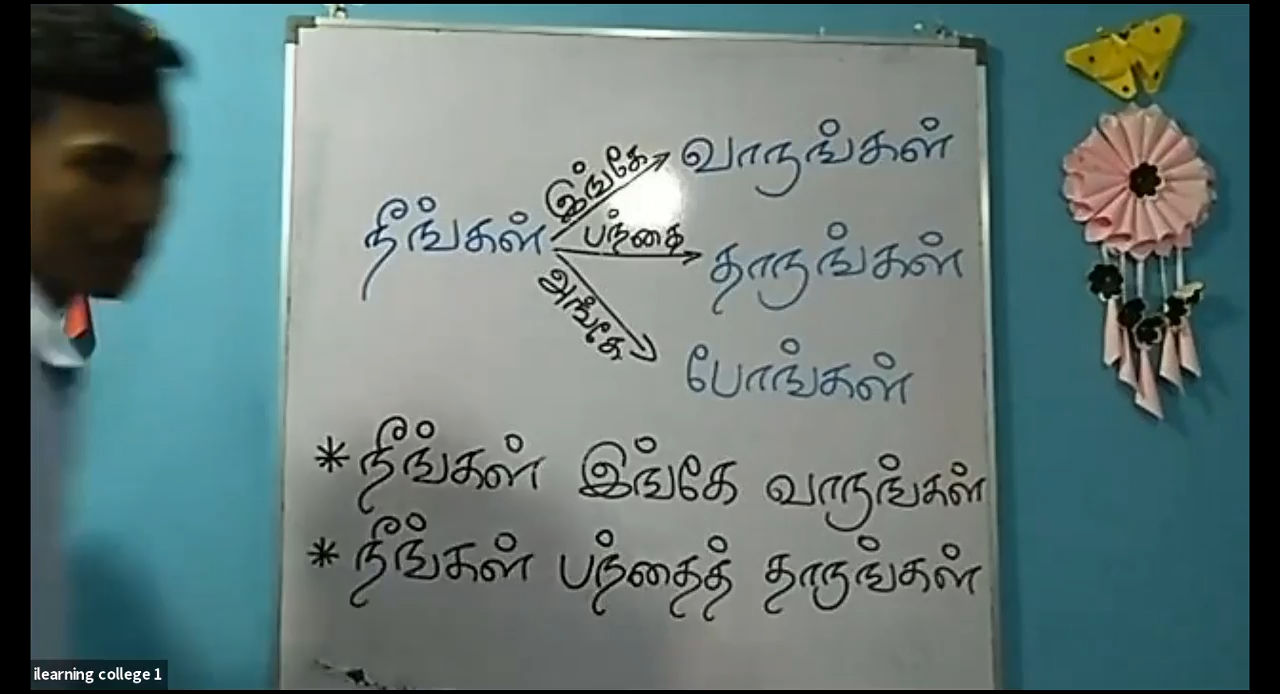 இங்கே வாருங்கள்
நீங்கள் பந்தை தாருங்கள்
அங்கே போங்கள்
* நீங்கள் இங்கே வாருங்கள்
* நீங்கள் பந்தைத் தாருங்கள்
ilearning college 1